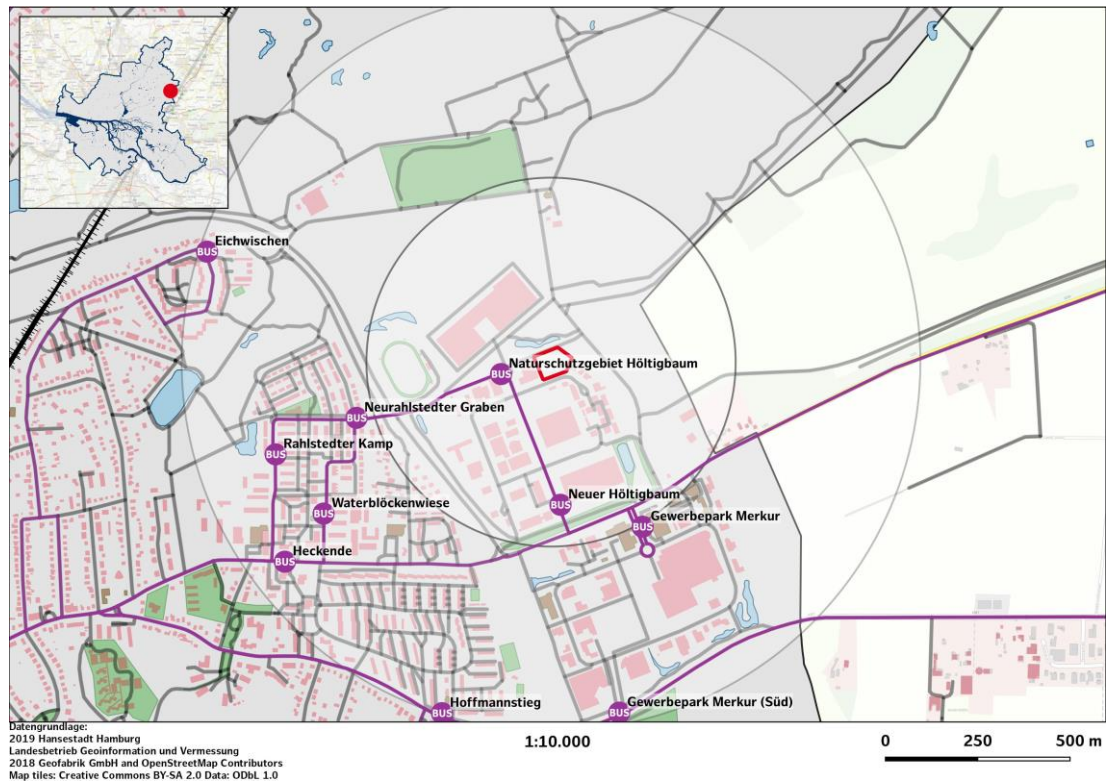 Eichwischen
BUS
Naturschutzgebiet Höltigbaum
BUS
Neurahlstedter Graben
BUS
Rahlstedter Kamp
BUS
Neuer Höltigbaum
BUS
Waterblöckenwiese
BUS
Gewerbepark Merkur
BUS
Heckende
BUS
Hoffmannstieg
BUS
Gewerbepark Merkur (Süd)
BUS
Datengrundlage:
2019 Hansestadt Hamburg
Landesbetrieb Geoinformation und Vermessung
2018 Geofabrik GmbH and OpenStreetMap Contributors
Map tiles: Creative Commons BY-SA 2.0 Data: ODbL 1.0
1:10.000
0 250 500 m